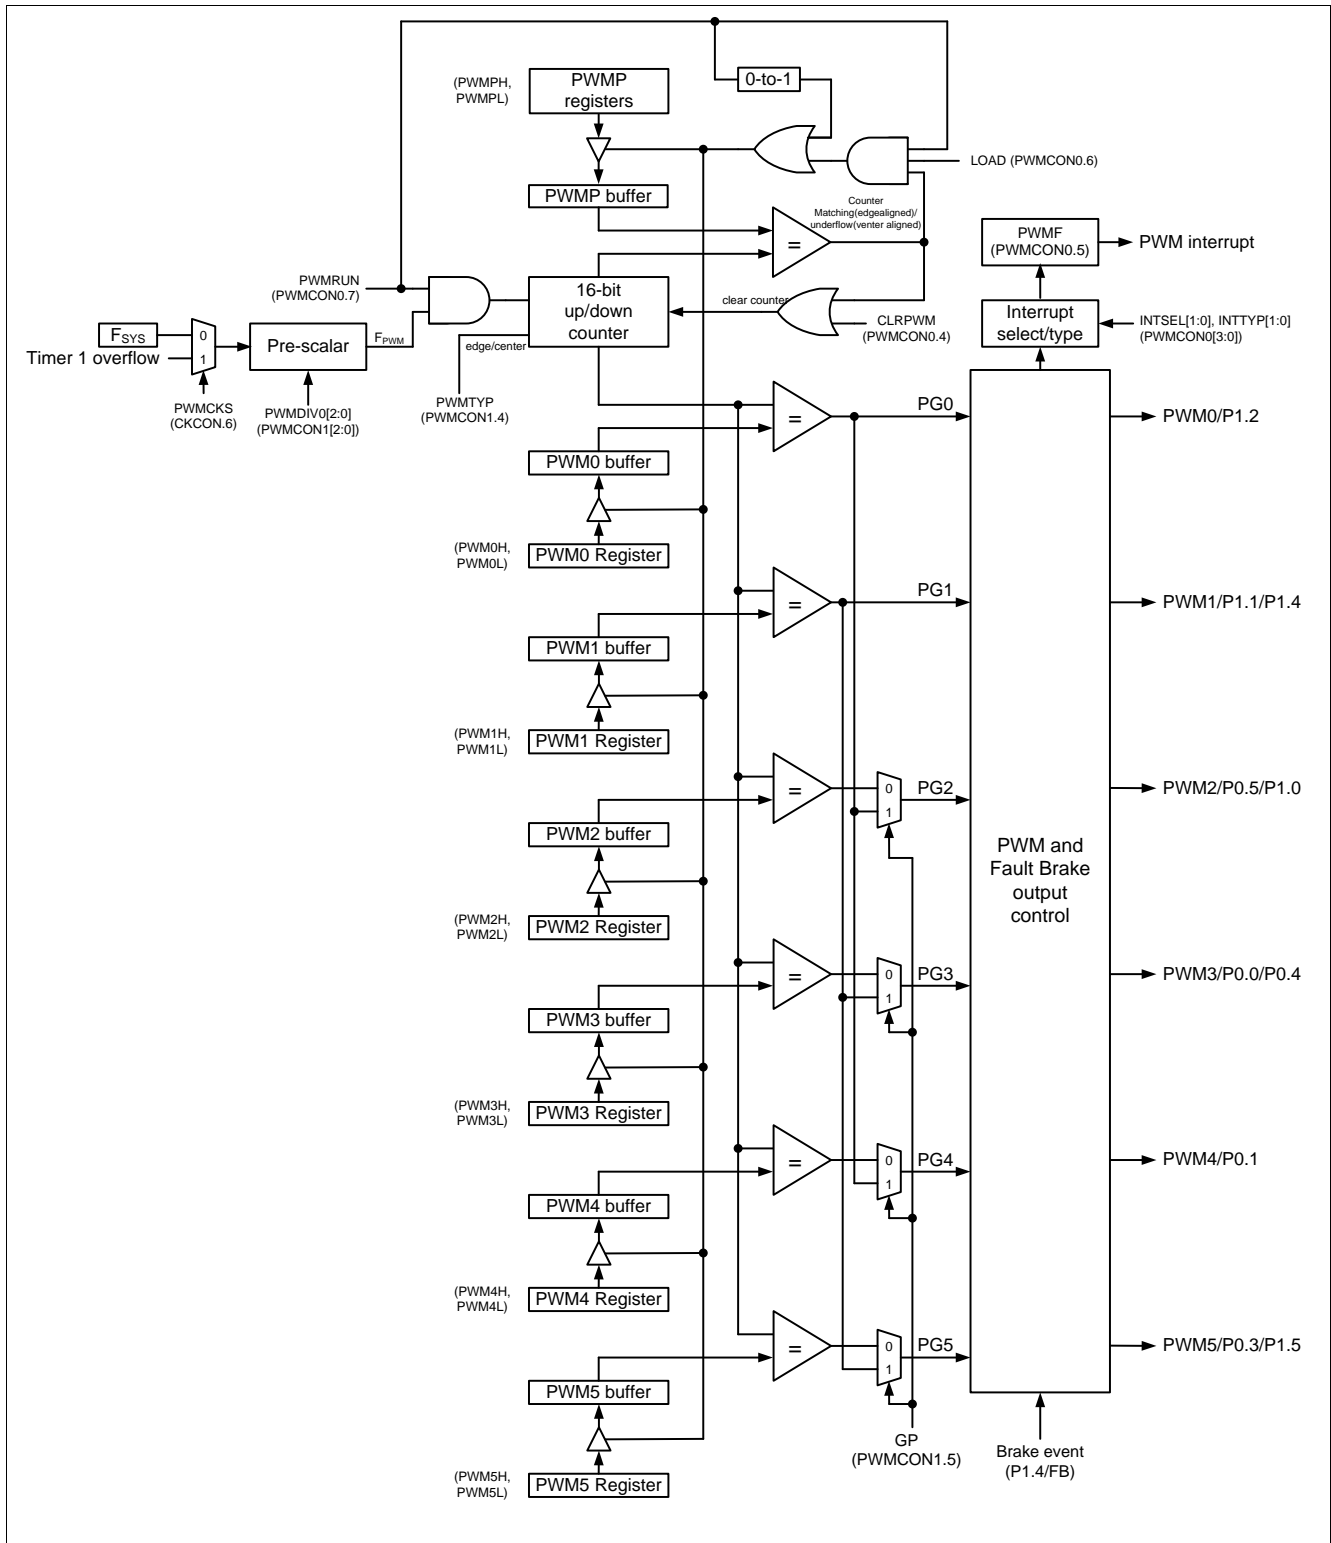 (PWMPH,
PWMPL)
PWMP
registers
0-to-1
LOAD (PWMCON0.6)
PWMP buffer
Counter
Matching(edgealigned)/
underflow(venter aligned)
=
PWMF
(PWMCON0.5)
PWM interrupt
PWMRUN
(PWMCON0.7)
16-bit
up/down
counter
clear counter
CLRPWM
(PWMCON0.4)
Interrupt
select/type
INTSEL[1:0], INTTYP[1:0]
(PWMCON0[3:0])
FSYS
Timer 1 overflow
0
1
Pre-scalar
FPWM
edge/center
PWMCKS
(CKCON.6)
PWMDIV0[2:0]
(PWMCON1[2:0])
PWMTYP
(PWMCON1.4)
=
PG0
PWM0/P1.2
PWM0 buffer
(PWM0H,
PWM0L)
PWM0 Register
=
PG1
PWM1/P1.1/P1.4
PWM1 buffer
(PWM1H,
PWM1L)
PWM1 Register
=
0
1
PG2
PWM2/P0.5/P1.0
PWM2 buffer
PWM and
Fault Brake
output
control
(PWM2H,
PWM2L)
PWM2 Register
=
0
1
PG3
PWM3/P0.0/P0.4
PWM3 buffer
(PWM3H,
PWM3L)
PWM3 Register
=
0
1
PG4
PWM4/P0.1
PWM4 buffer
(PWM4H,
PWM4L)
PWM4 Register
=
0
1
PG5
PWM5/P0.3/P1.5
PWM5 buffer
GP
(PWMCON1.5)
Brake event
(P1.4/FB)
(PWM5H,
PWM5L)
PWM5 Register